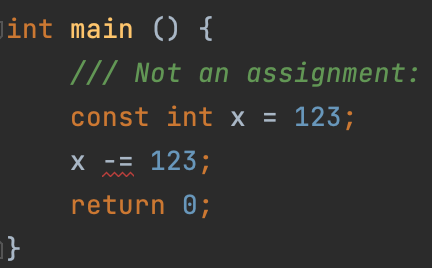 int main () {
/// Not an assignment:
const int x = 123;
x -= 123;
return 0;
}